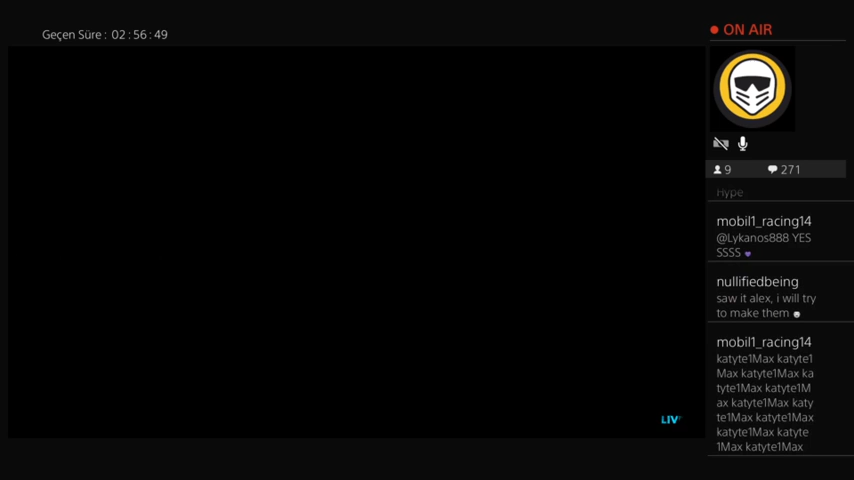 Geçen Süre : 02 : 56 : 49
ON AIR
9 271
Hype
mobil1_racing14
@Lykanos888 YES
SSSS
nullifiedbeing
saw it alex, i will try
to make them
mobil1_racing14
katyte1Max katyte1
Max katyte1Max ka
tyte1Max katyte1M
ax katyte1Max katy
te1Max katyte1Max
katyte1Max katyte
1Max katyte1Max
LIV